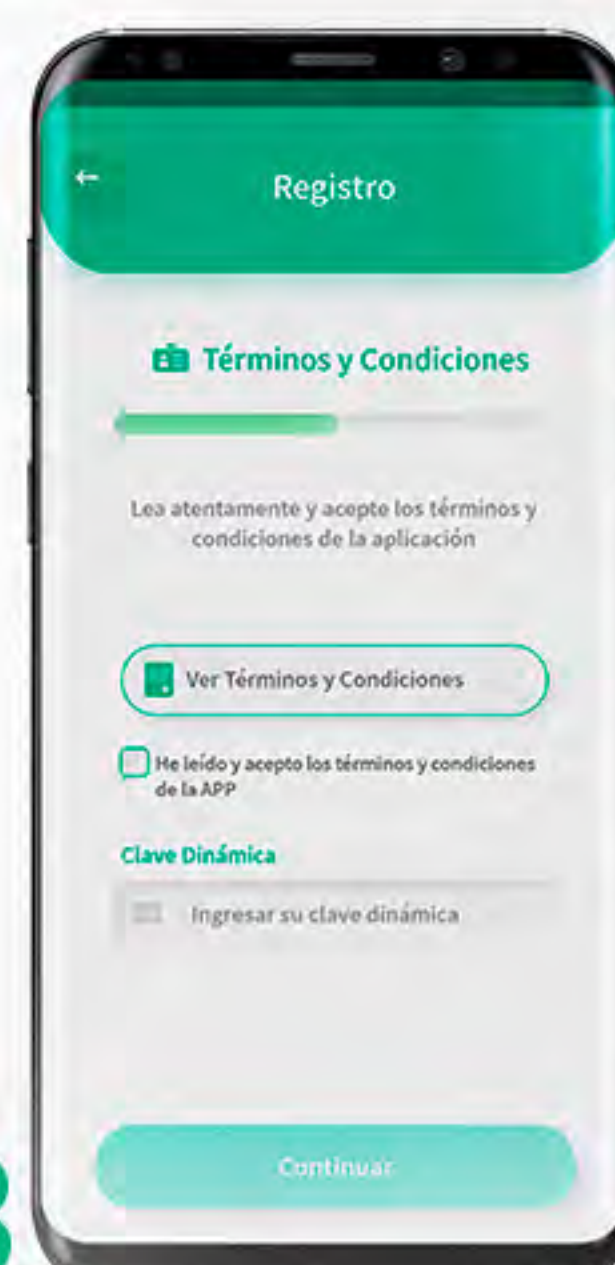 Registro
Términos y Condiciones
Lea atentamente y acepte los términos y
condiciones de la aplicación
Ver Términos y Condiciones
He leído y acepto los términos y condiciones
de la APP
Clave Dinámica
Ingresar su clave dinámica
Continuar